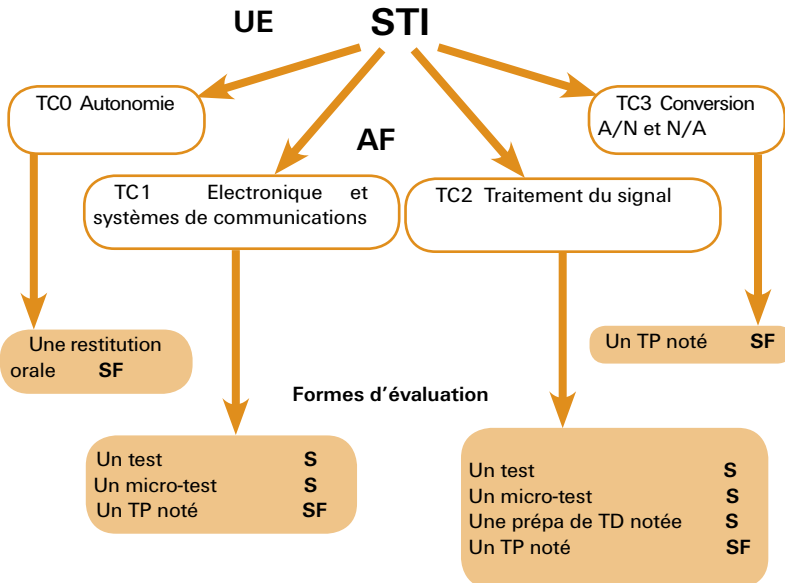 UE STI
TC0 Autonomie
TC3 Conversion
A/N et N/A
AF
TC1 Electronique et
systèmes de communications
TC2 Traitement du signal
Une restitution
orale SF
Un TP noté SF
Formes d'évaluation
Un test S
Un micro-test S
Un TP noté SF
Un test S
Un micro-test S
Une prépa de TD notée S
Un TP noté SF